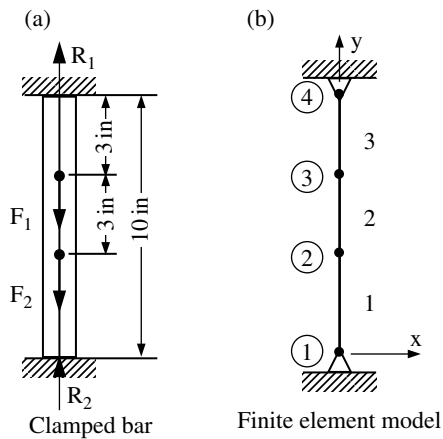 (a)
R1
3 in
3 in
10 in
F1
F2
R2
Clamped bar
(b)
y
4
3
3
2
2
1
1
x
Finite element model